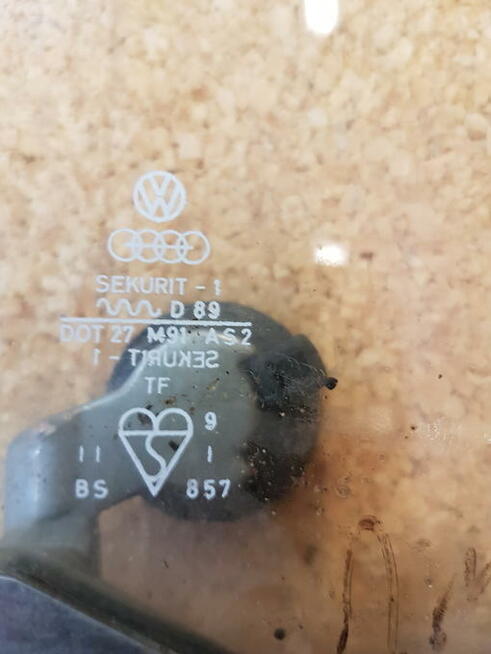 SEKURIT - 1
D 89
DOT 27 M91 AS2
SEKURIT - 1
TF
9
11 1
BS 857